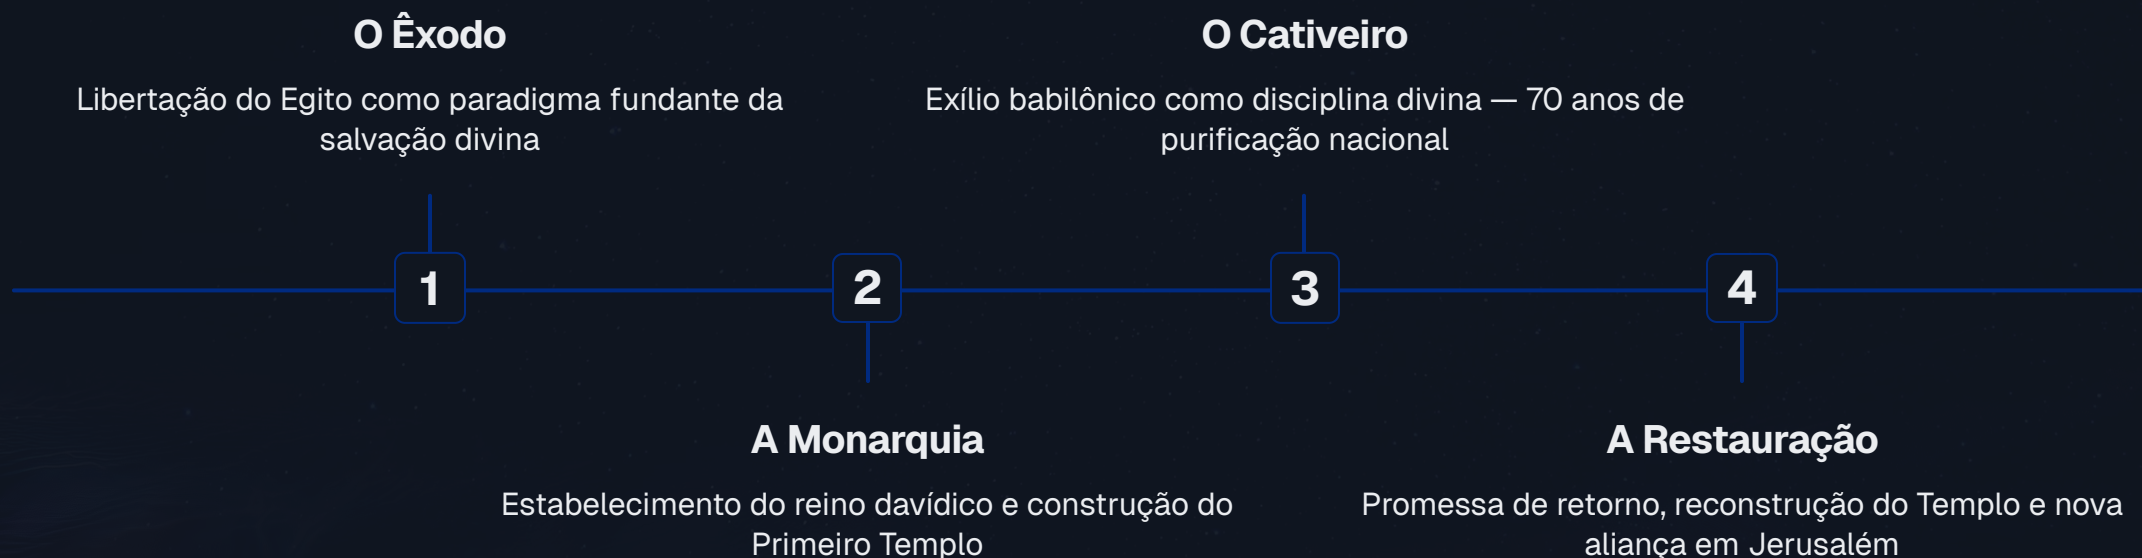 O Êxodo
Libertação do Egito como paradigma fundante da
salvação divina
O Cativeiro
Exílio babilônico como disciplina divina — 70 anos de
purificação nacional
1
2
3
4
A Monarquia
Estabelecimento do reino davídico e construção do
Primeiro Templo
A Restauração
Promessa de retorno, reconstrução do Templo e nova
aliança em Jerusalém